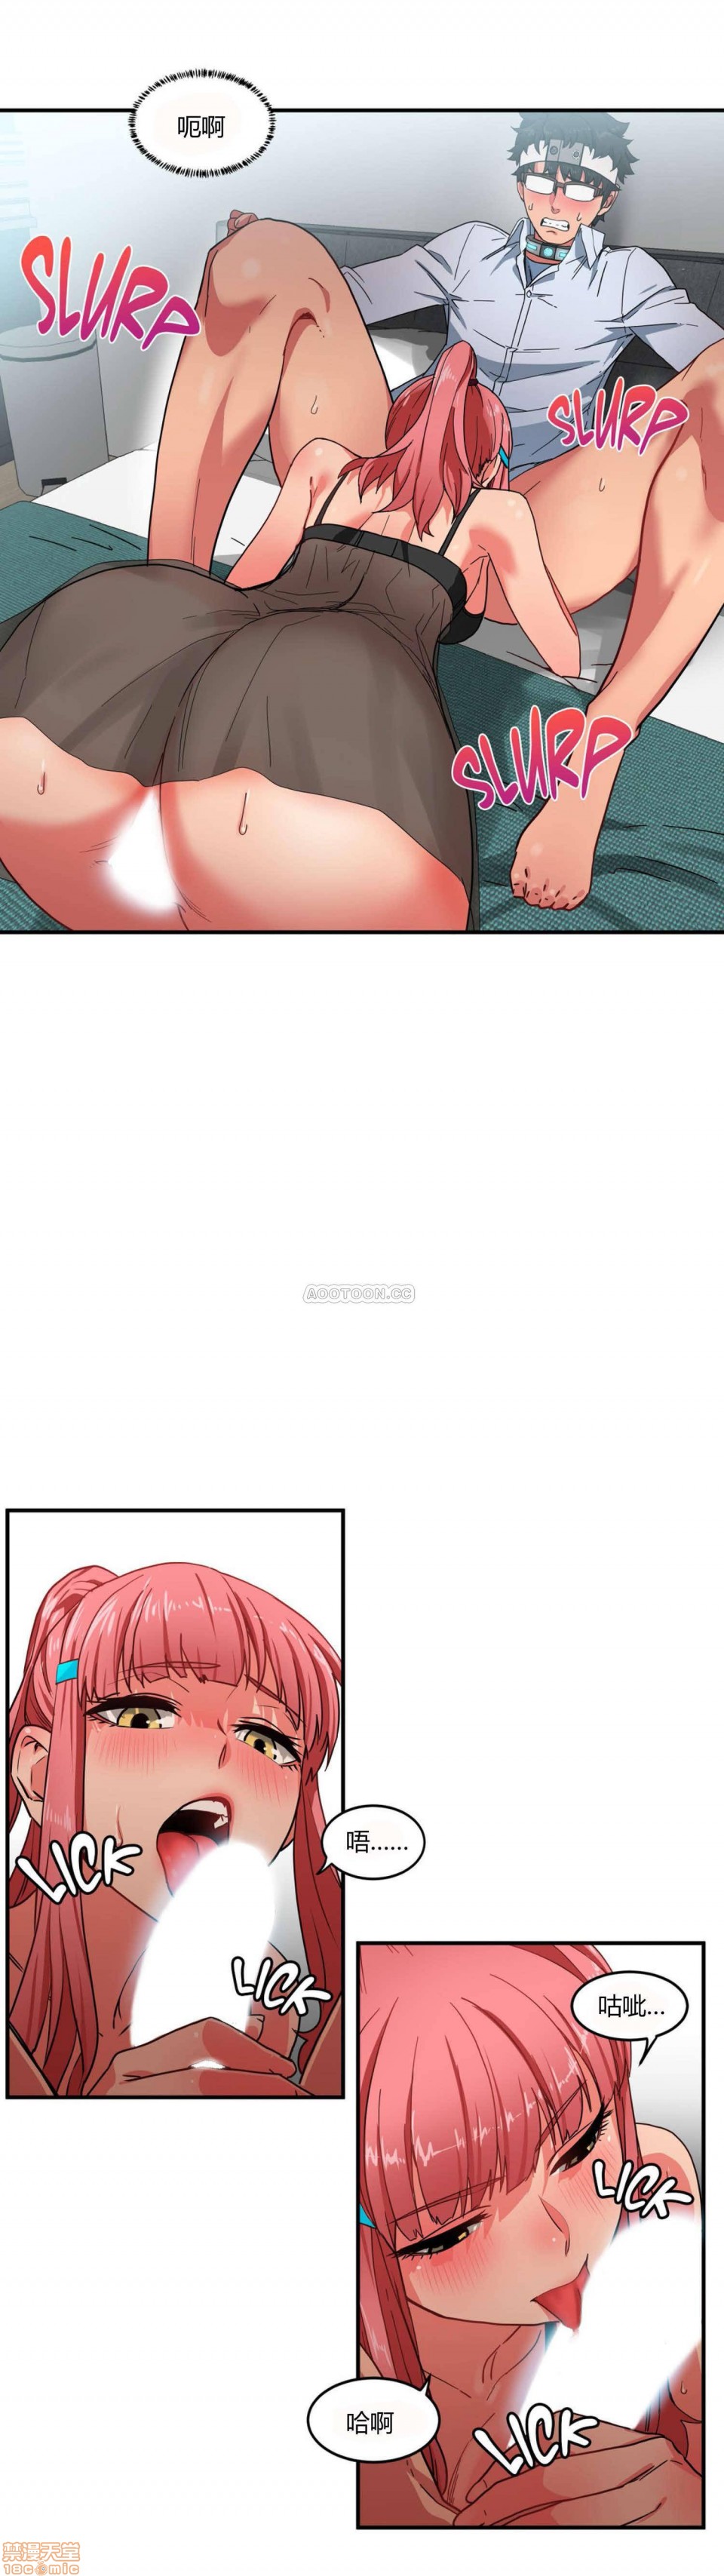 呃啊
SLURP
SLURP
SLURP
AOOTOON.CC
LICK
唔......
LICK
咕呲...
LICK
哈啊
LICK
禁漫天堂
18comic